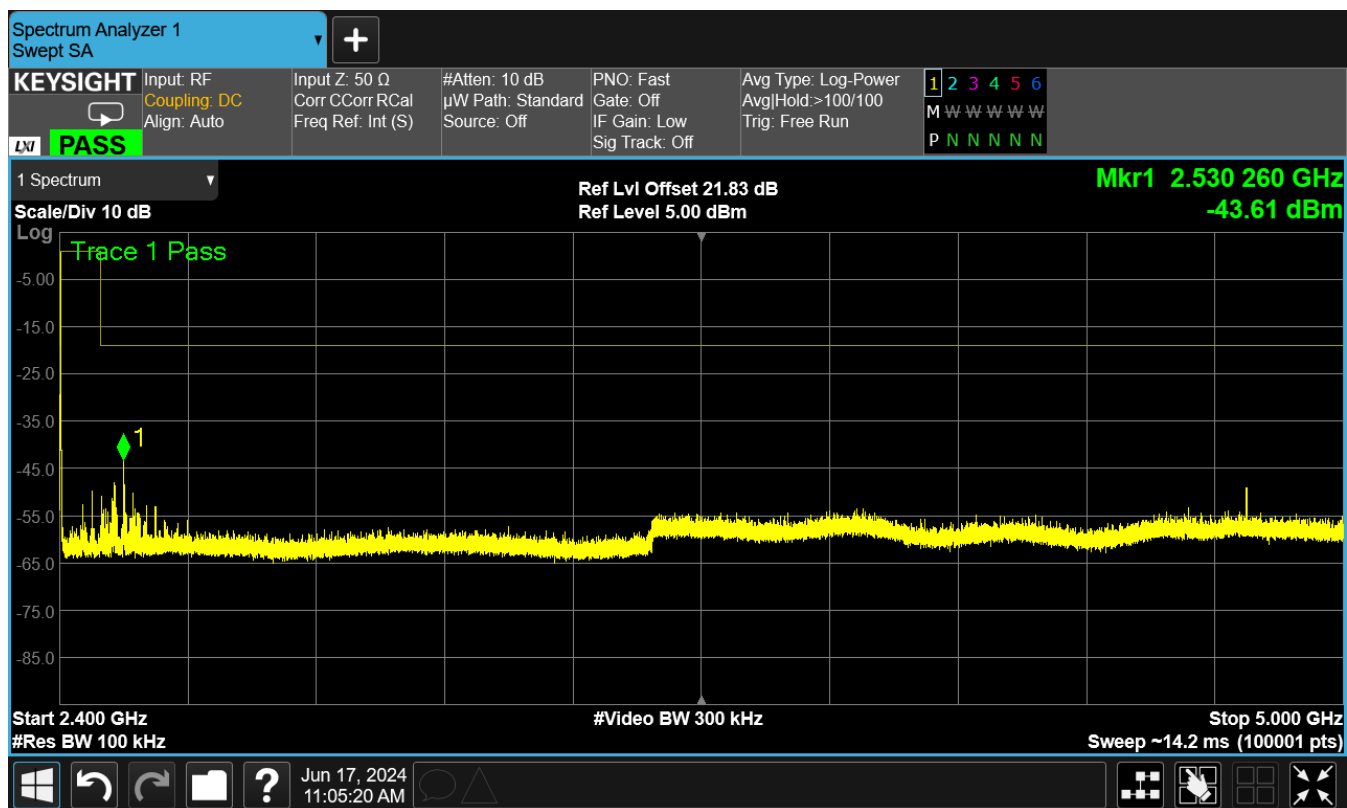 Spectrum Analyzer 1
Swept SA
KEYSIGHT
LXI PASS
Input: RF
Coupling: DC
Align: Auto
Input Z: 50 Ω
Corr CCorr RCal
Freq Ref: Int (S)
#Atten: 10 dB
µW Path: Standard
Source: Off
PNO: Fast
Gate: Off
IF Gain: Low
Sig Track: Off
Avg Type: Log-Power
Avg|Hold:>100/100
Trig: Free Run
1 2 3 4 5 6
M W W W W W
P N N N N N
1 Spectrum
Scale/Div 10 dB
Ref Lvl Offset 21.83 dB
Ref Level 5.00 dBm
Mkr1 2.530 260 GHz
-43.61 dBm
Log
Trace 1 Pass
-5.00
-15.0
-25.0
-35.0
1
-45.0
-55.0
-65.0
-75.0
-85.0
Start 2.400 GHz
#Video BW 300 kHz
Stop 5.000 GHz
#Res BW 100 kHz
Sweep ~14.2 ms (100001 pts)
?
Jun 17, 2024
11:05:20 AM